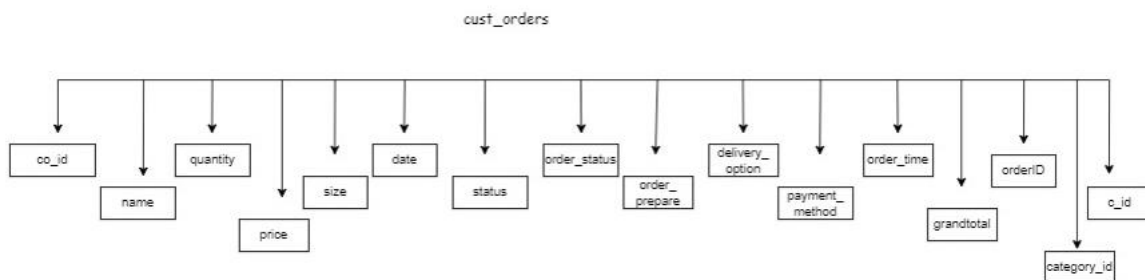 cust_orders
co_id
name
quantity
price
size
date
status
order_status
order_
prepare
delivery_
option
payment_
method
order_time
grandtotal
orderID
category_id
c_id